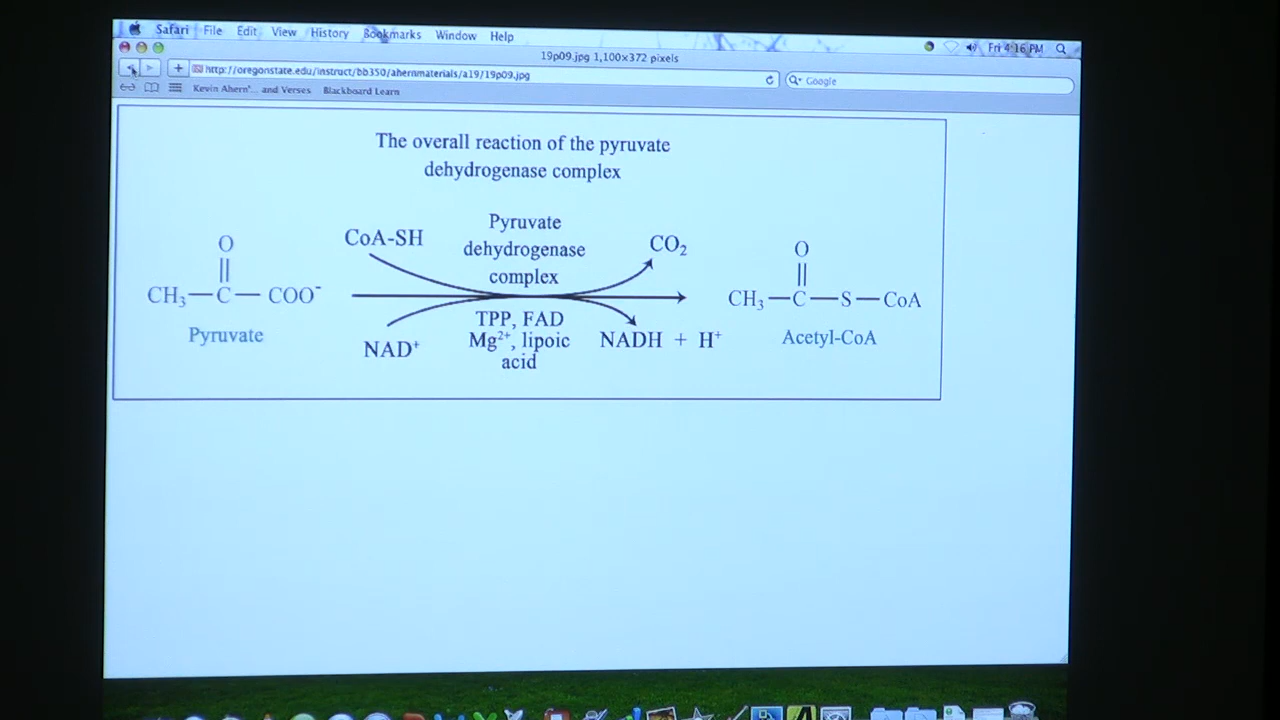 Safari File Edit View History Bookmarks Window Help Fri 4:16 PM
19p09.jpg 1,100×372 pixels
http://oregonstate.edu/instruct/bb350/ahernmaterials/a19/19p09.jpg Google
Kevin Ahern'... and Verses Blackboard Learn
The overall reaction of the pyruvate
dehydrogenase complex
Pyruvate
dehydrogenase
complex
CoA-SH
CO₂
O
||
CH₃—C—COO⁻
Pyruvate
NAD⁺
TPP, FAD
Mg²⁺, lipoic
acid
NADH + H⁺
O
||
CH₃—C—S—CoA
Acetyl-CoA